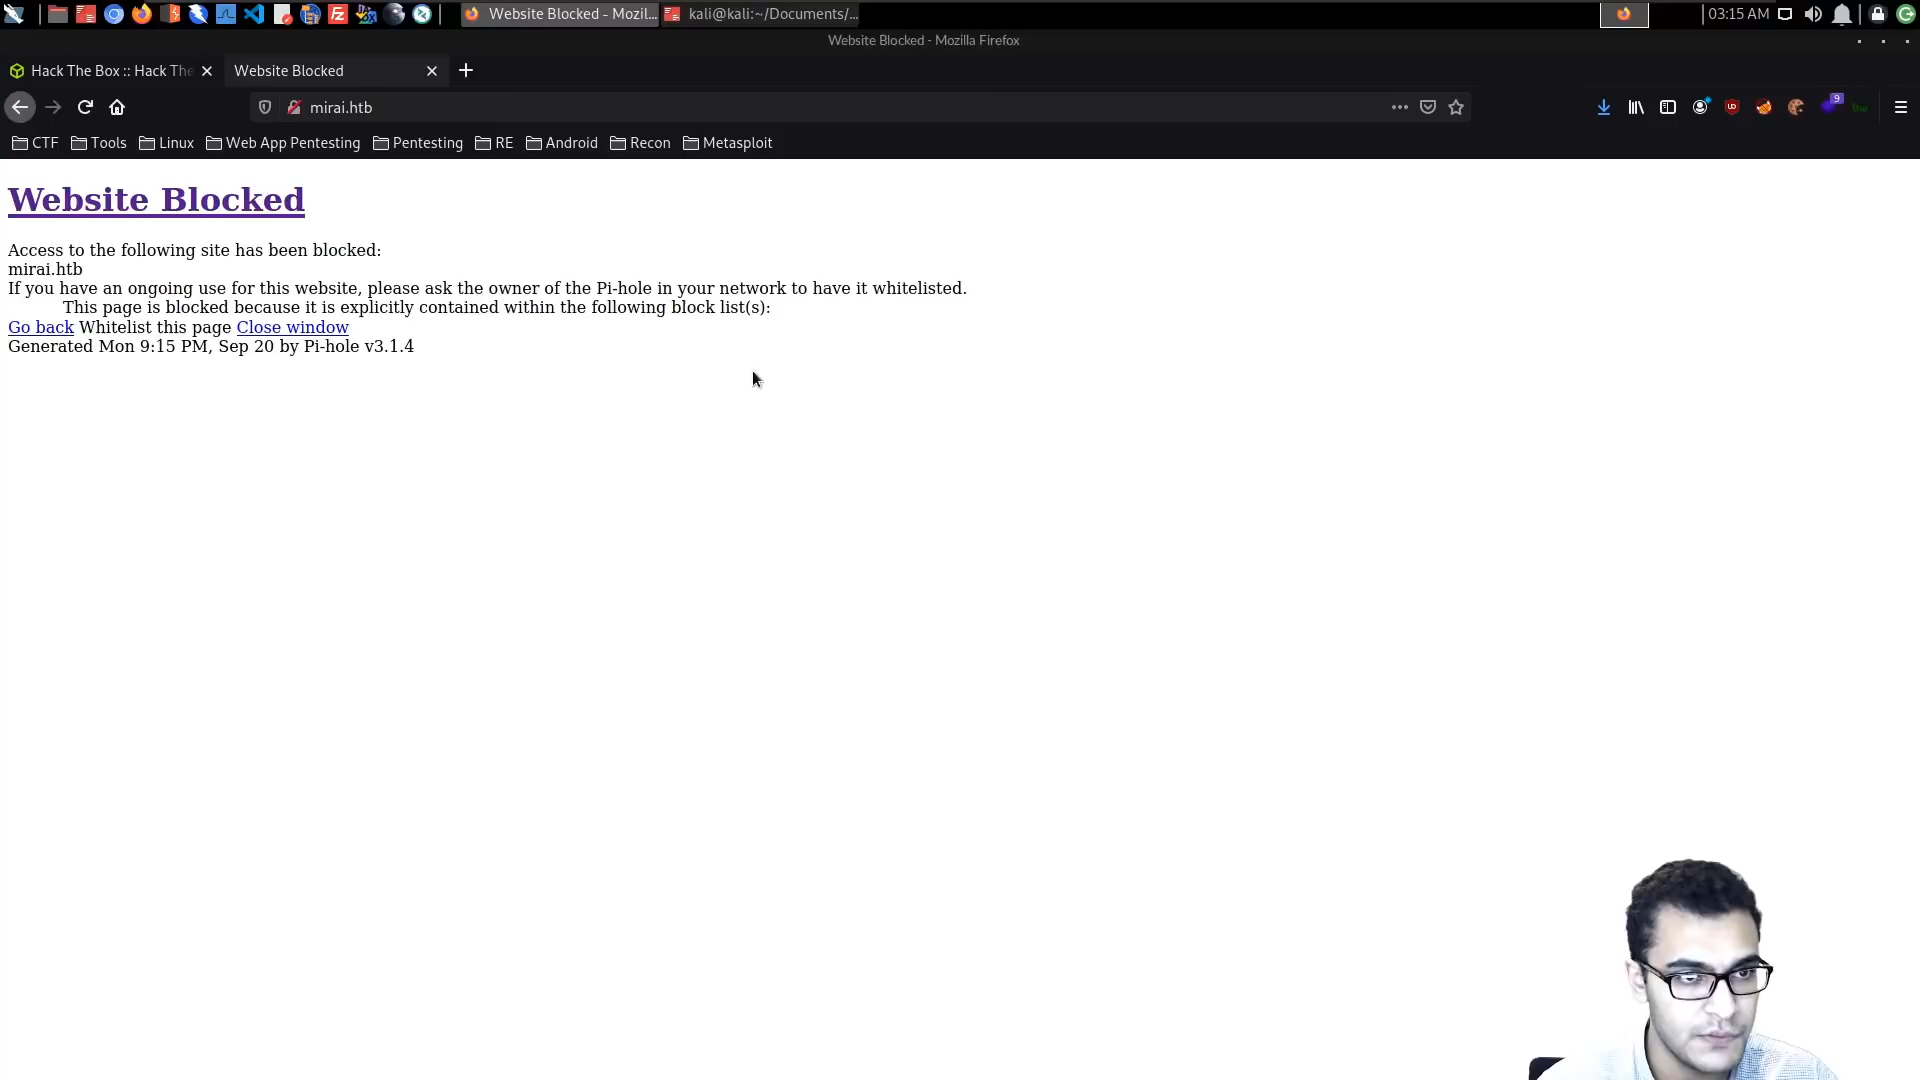 Website Blocked - Mozil...
kali@kali:~/Documents/...
03:15 AM
Website Blocked - Mozilla Firefox
Hack The Box :: Hack The
Website Blocked
mirai.htb
9
CTF
Tools
Linux
Web App Pentesting
Pentesting
RE
Android
Recon
Metasploit
Website Blocked
Access to the following site has been blocked:
mirai.htb
If you have an ongoing use for this website, please ask the owner of the Pi-hole in your network to have it whitelisted.
This page is blocked because it is explicitly contained within the following block list(s):
Go back Whitelist this page Close window
Generated Mon 9:15 PM, Sep 20 by Pi-hole v3.1.4